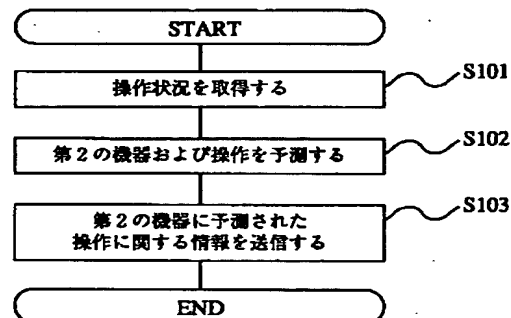 START
操作状況を取得する
S101
第2の機器および操作を予測する
S102
第2の機器に予測された
操作に関する情報を送信する
S103
END